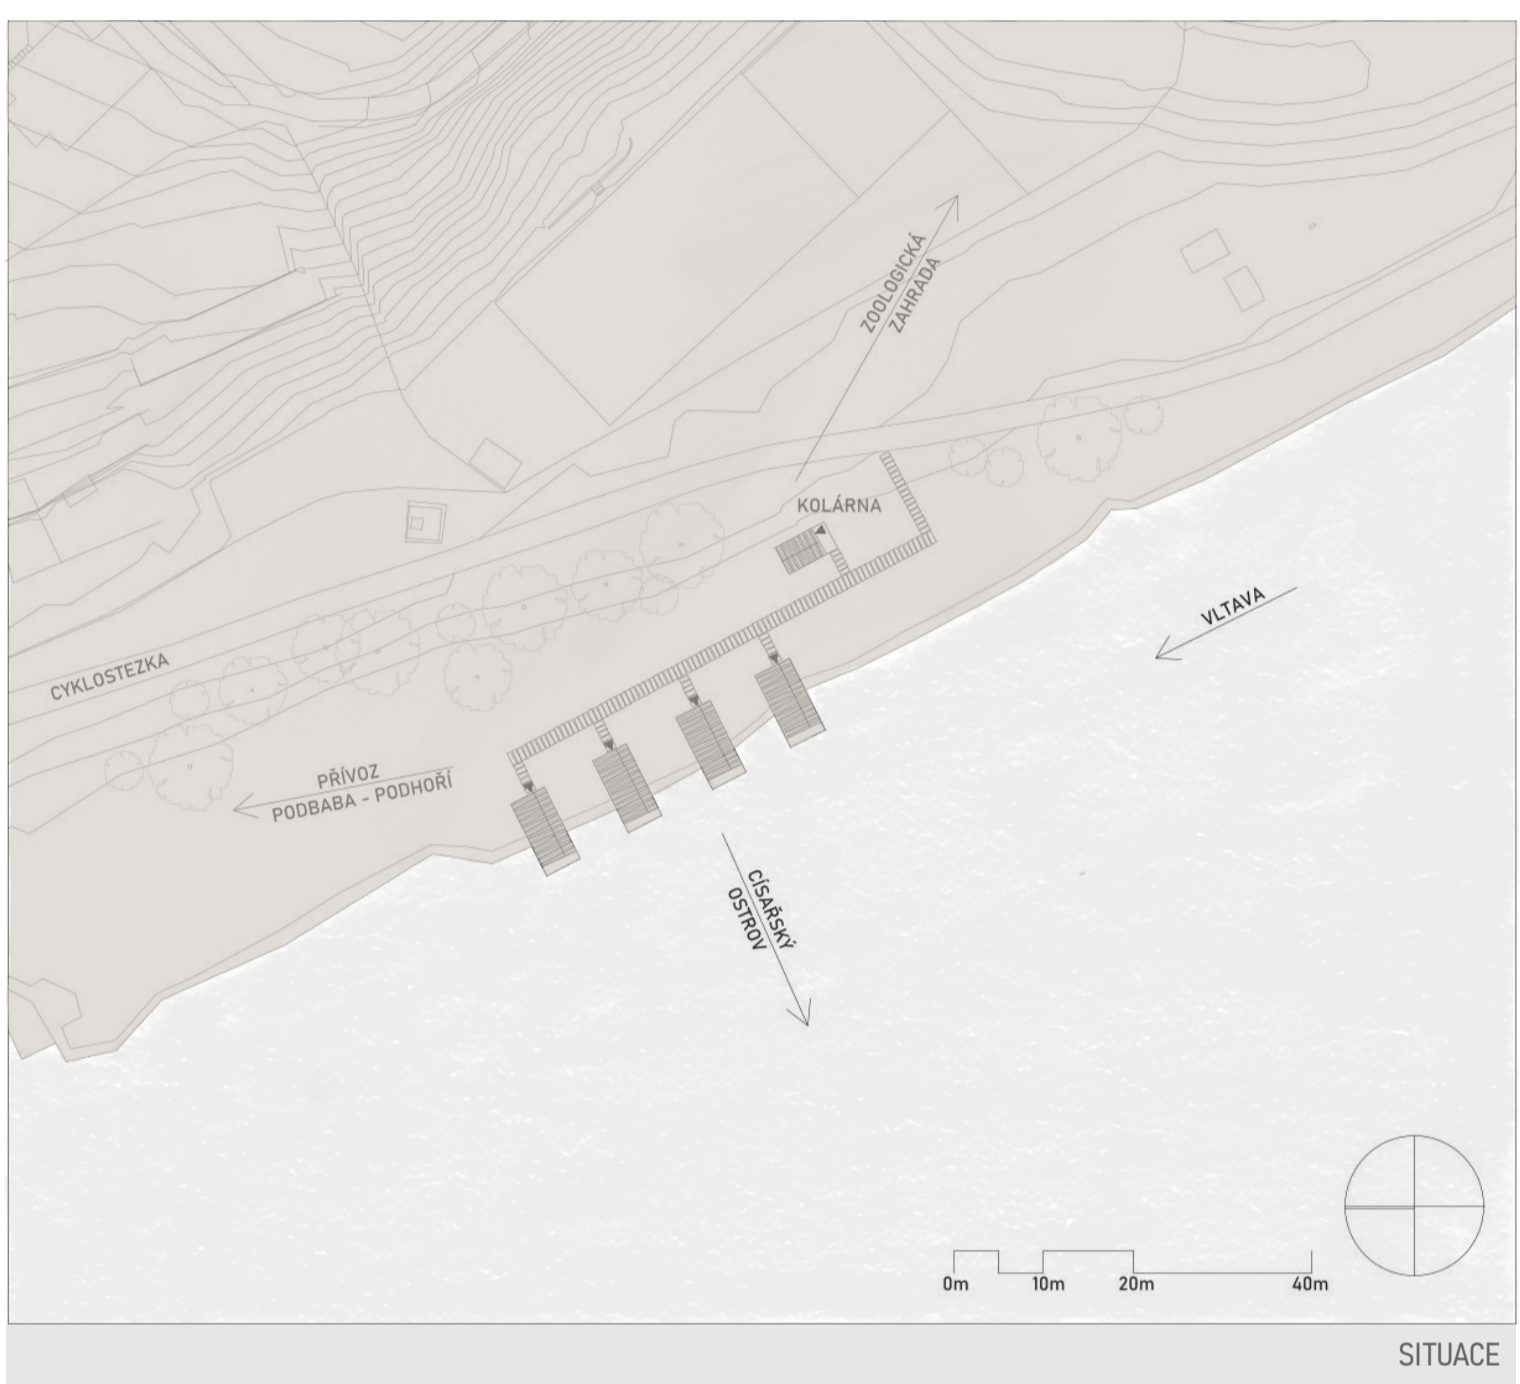 ZOOLOGICKÁ
ZAHRADA
KOLÁRNA
VLTAVA
CYKLOSTEZKA
PŘÍVOZ
PODBABA - PODHOŘÍ
CÍSAŘSKÝ
OSTROV
0m 10m 20m 40m
SITUACE